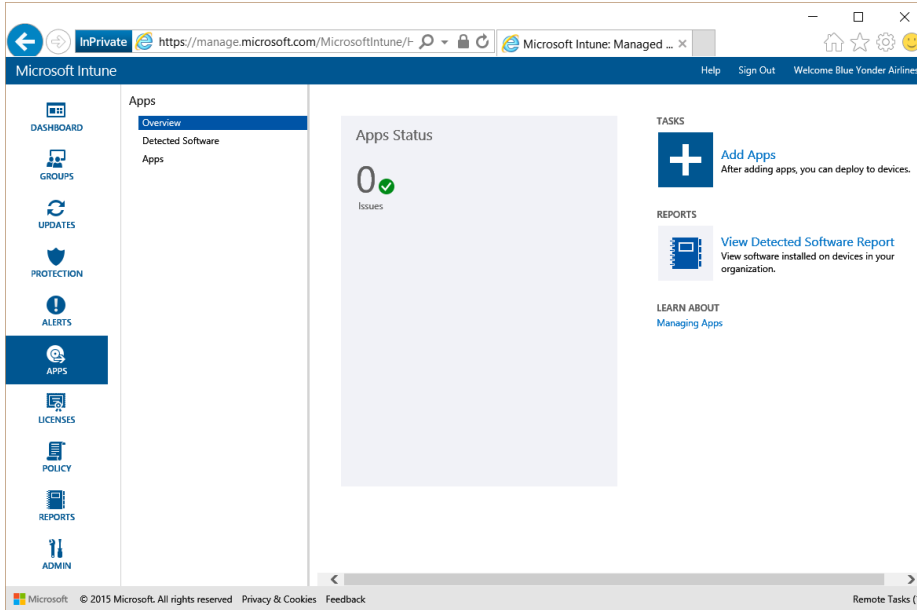 InPrivate https://manage.microsoft.com/MicrosoftIntune/H Microsoft Intune: Managed ... ×
Microsoft Intune Help Sign Out Welcome Blue Yonder Airlines
DASHBOARD
GROUPS
UPDATES
PROTECTION
ALERTS
APPS
LICENSES
POLICY
REPORTS
ADMIN
Apps
Overview
Detected Software
Apps
Apps Status
0
Issues
TASKS
Add Apps
After adding apps, you can deploy to devices.
REPORTS
View Detected Software Report
View software installed on devices in your
organization.
LEARN ABOUT
Managing Apps
Microsoft © 2015 Microsoft. All rights reserved Privacy & Cookies Feedback Remote Tasks (